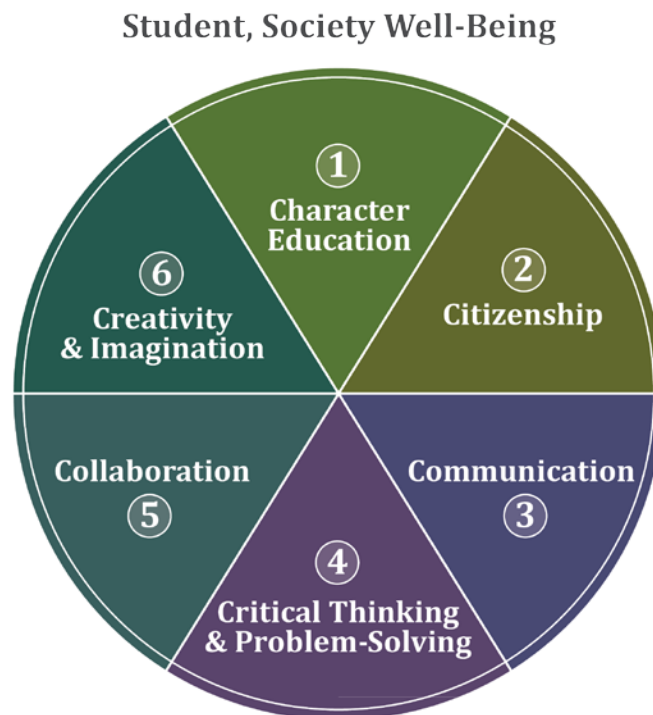 Student, Society Well-Being
1
Character
Education
2
Citizenship
3
Communication
4
Critical Thinking
& Problem-Solving
5
Collaboration
6
Creativity
& Imagination